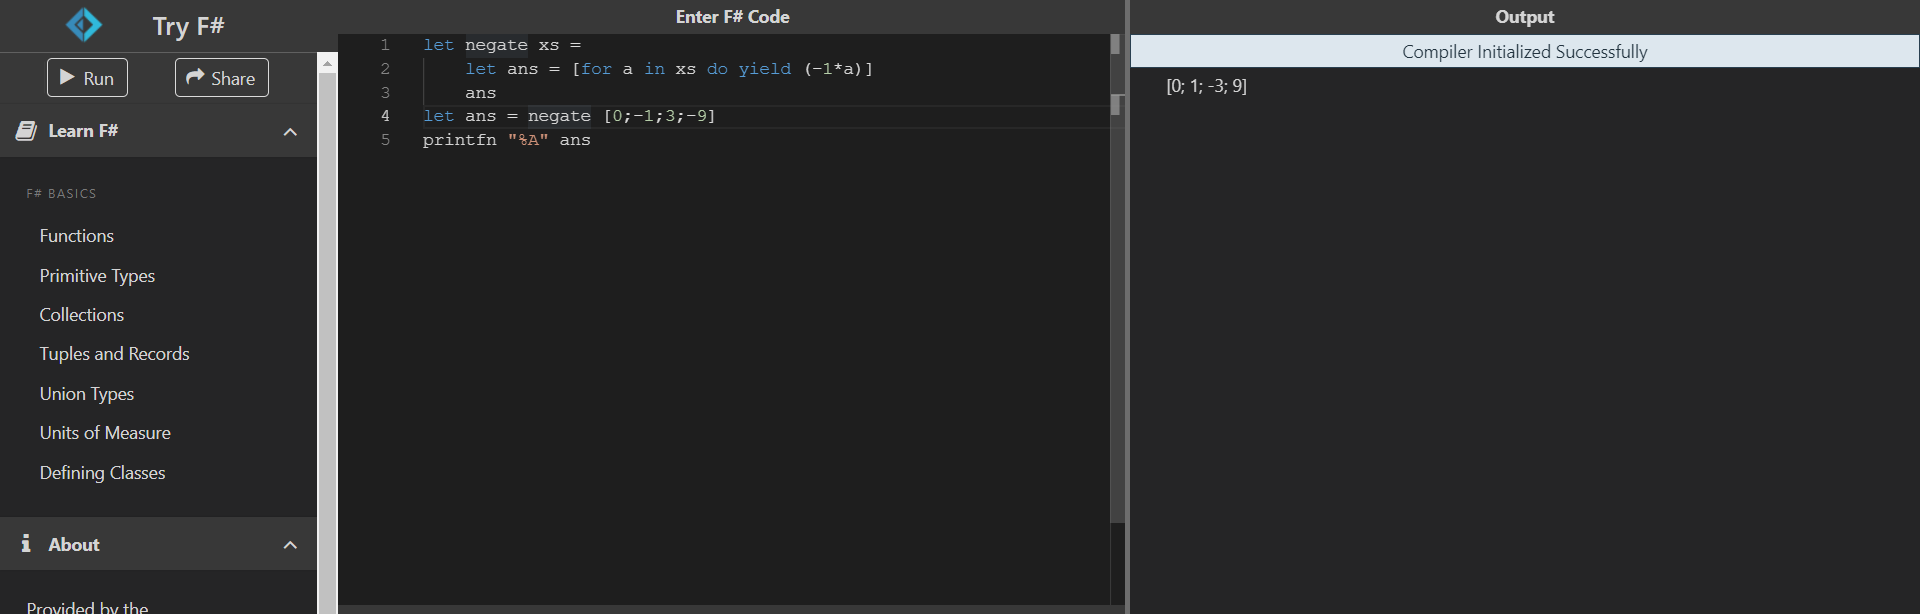 Try F#
Run
Share
Learn F#
F# BASICS
Functions
Primitive Types
Collections
Tuples and Records
Union Types
Units of Measure
Defining Classes
About
Provided by the
Enter F# Code
1 let negate xs =
2 let ans = [for a in xs do yield (-1*a)]
3 ans
4 let ans = negate [0;-1;3;-9]
5 printfn "%A" ans
Output
Compiler Initialized Successfully
[0; 1; -3; 9]